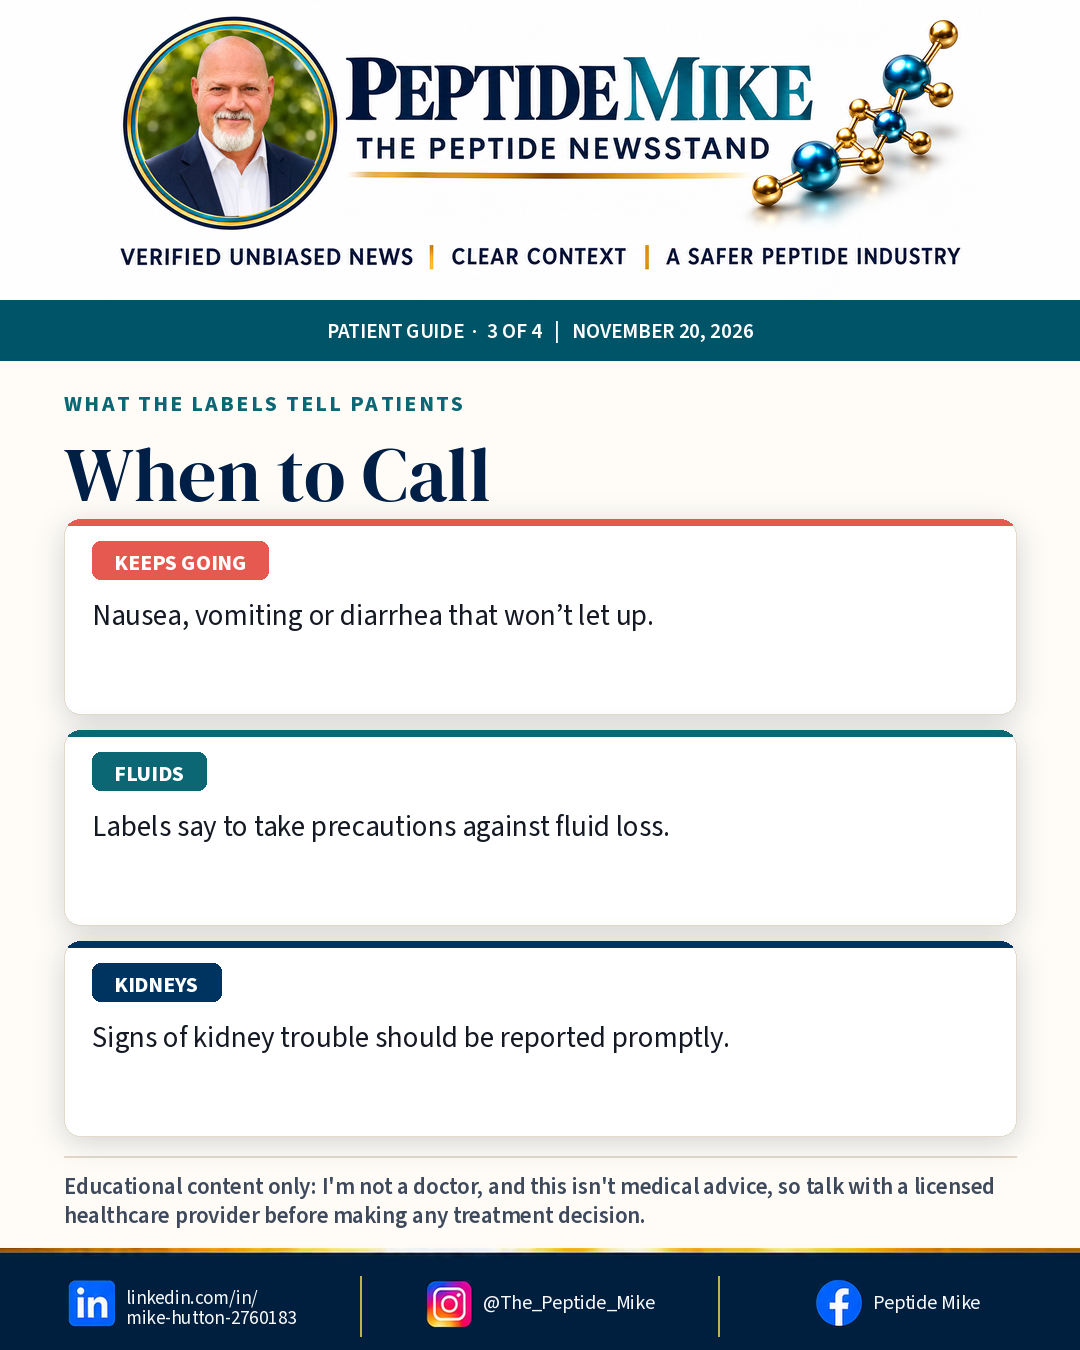 PEPTIDEMIKE
THE PEPTIDE NEWSSTAND
VERIFIED UNBIASED NEWS | CLEAR CONTEXT | A SAFER PEPTIDE INDUSTRY
PATIENT GUIDE · 3 OF 4 | NOVEMBER 20, 2026
WHAT THE LABELS TELL PATIENTS
When to Call
KEEPS GOING
Nausea, vomiting or diarrhea that won’t let up.
FLUIDS
Labels say to take precautions against fluid loss.
KIDNEYS
Signs of kidney trouble should be reported promptly.
Educational content only: I'm not a doctor, and this isn't medical advice, so talk with a licensed
healthcare provider before making any treatment decision.
linkedin.com/in/
mike-hutton-2760183
@The_Peptide_Mike
Peptide Mike